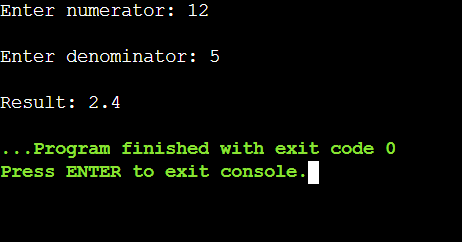 Enter numerator: 12
Enter denominator: 5
Result: 2.4
...Program finished with exit code 0
Press ENTER to exit console.